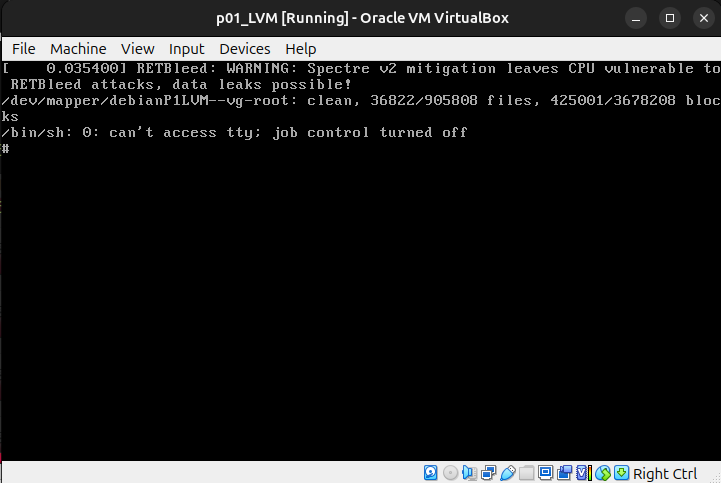 p01_LVM [Running] - Oracle VM VirtualBox
File Machine View Input Devices Help
[    0.035400] RETBleed: WARNING: Spectre v2 mitigation leaves CPU vulnerable to
 RETBleed attacks, data leaks possible!
/dev/mapper/debianP1LVM--vg-root: clean, 36822/905808 files, 425001/3678208 bloc
ks
/bin/sh: 0: can't access tty; job control turned off
#
Right Ctrl